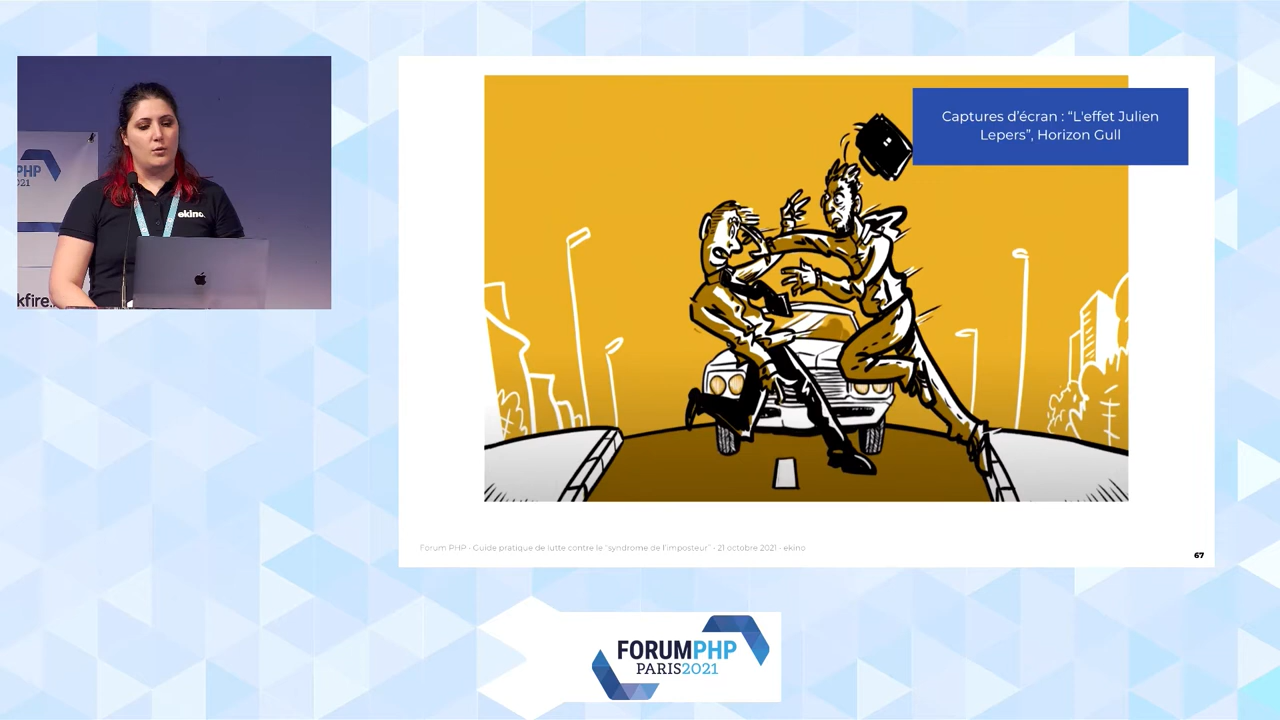 PHP
2021
ekino.
kfire.
Captures d'écran : “L'effet Julien
Lepers”, Horizon Gull
Forum PHP - Guide pratique de lutte contre le “syndrome de l'imposteur” - 21 octobre 2021 - ekino
67
FORUMPHP
PARIS2021